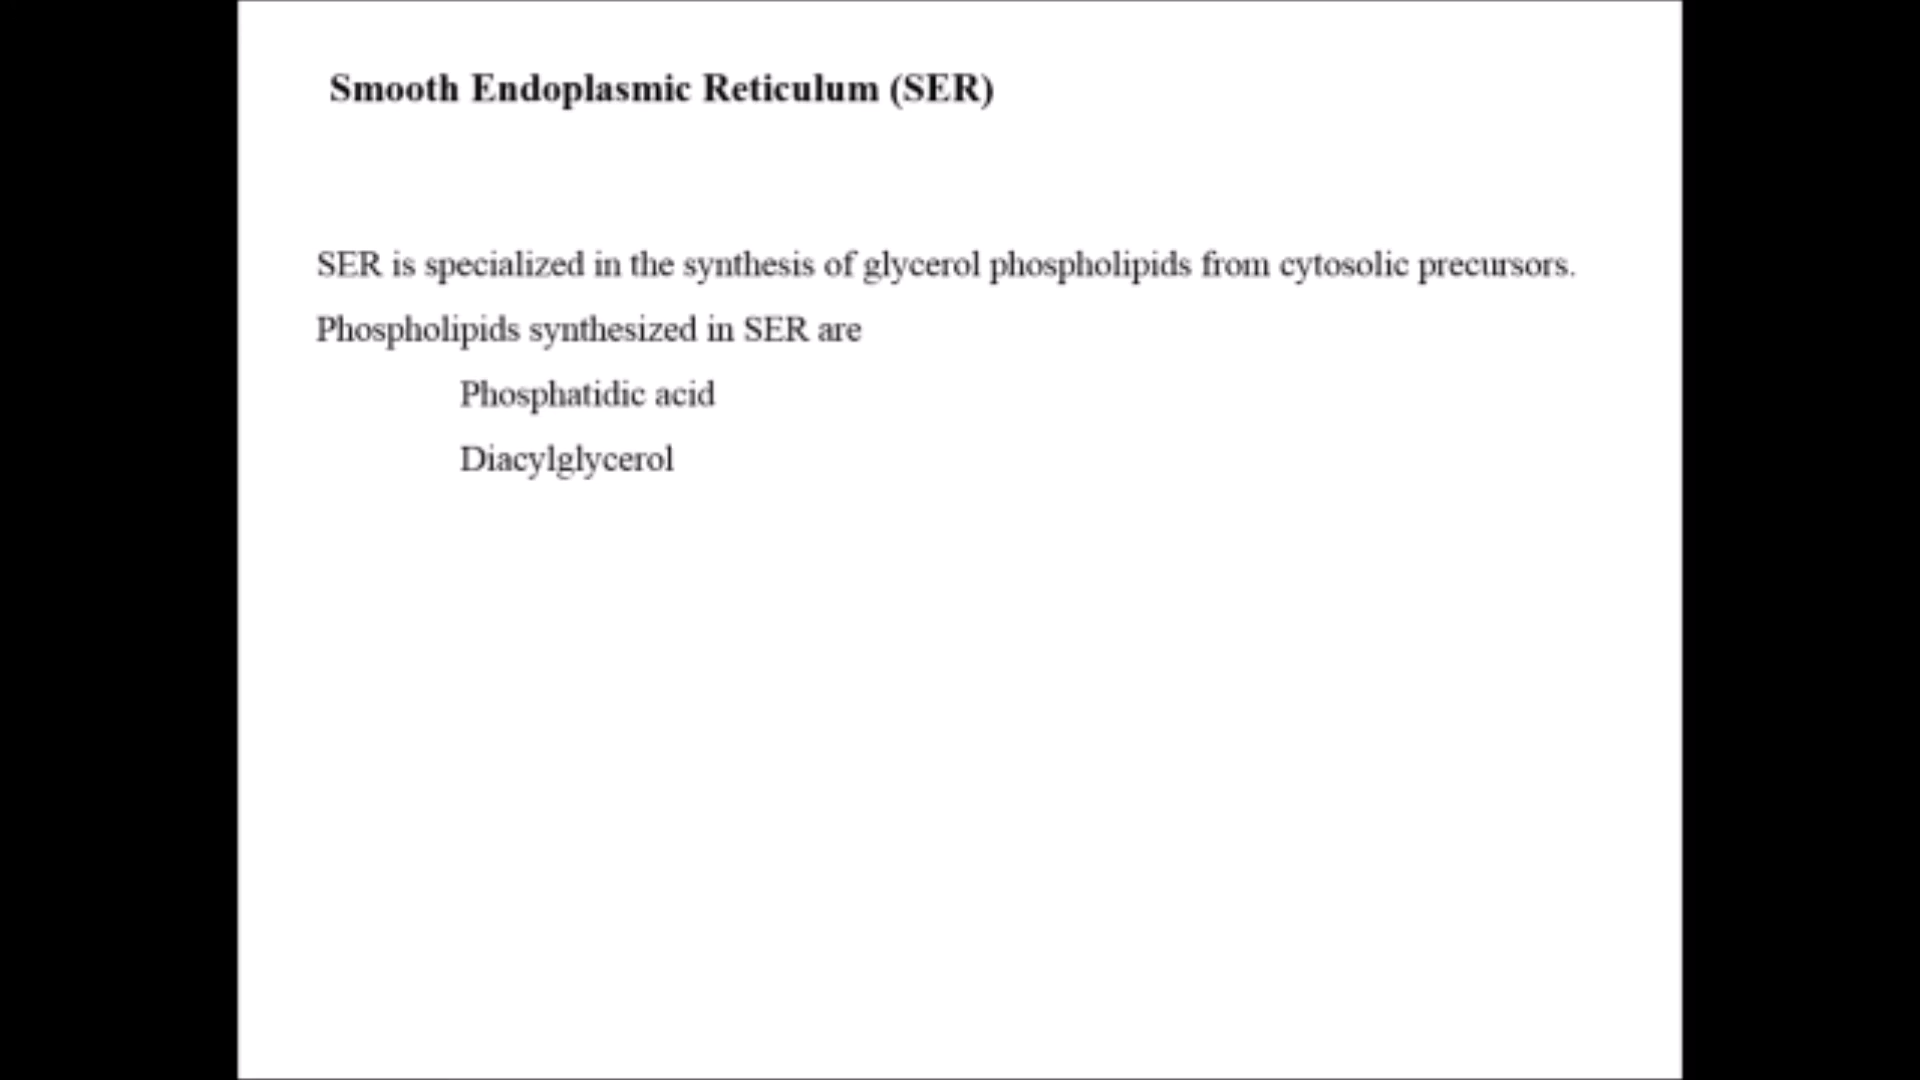 Smooth Endoplasmic Reticulum (SER)
SER is specialized in the synthesis of glycerol phospholipids from cytosolic precursors.
Phospholipids synthesized in SER are
Phosphatidic acid
Diacylglycerol